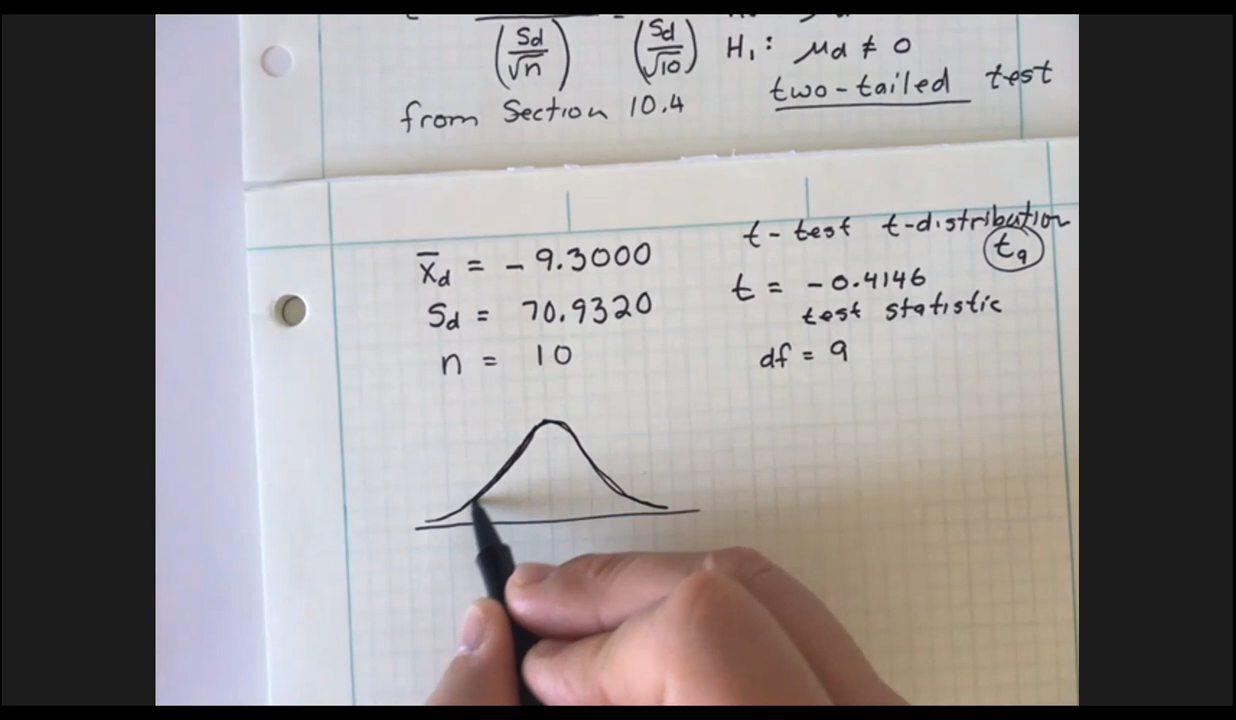 (Sd/√n) (Sd/√10) H₁: μd ≠ 0
from Section 10.4 two-tailed test
x̄d = -9.3000
Sd = 70.9320
n = 10
t-test t-distribution
t₉
t = -0.4146
test statistic
df = 9